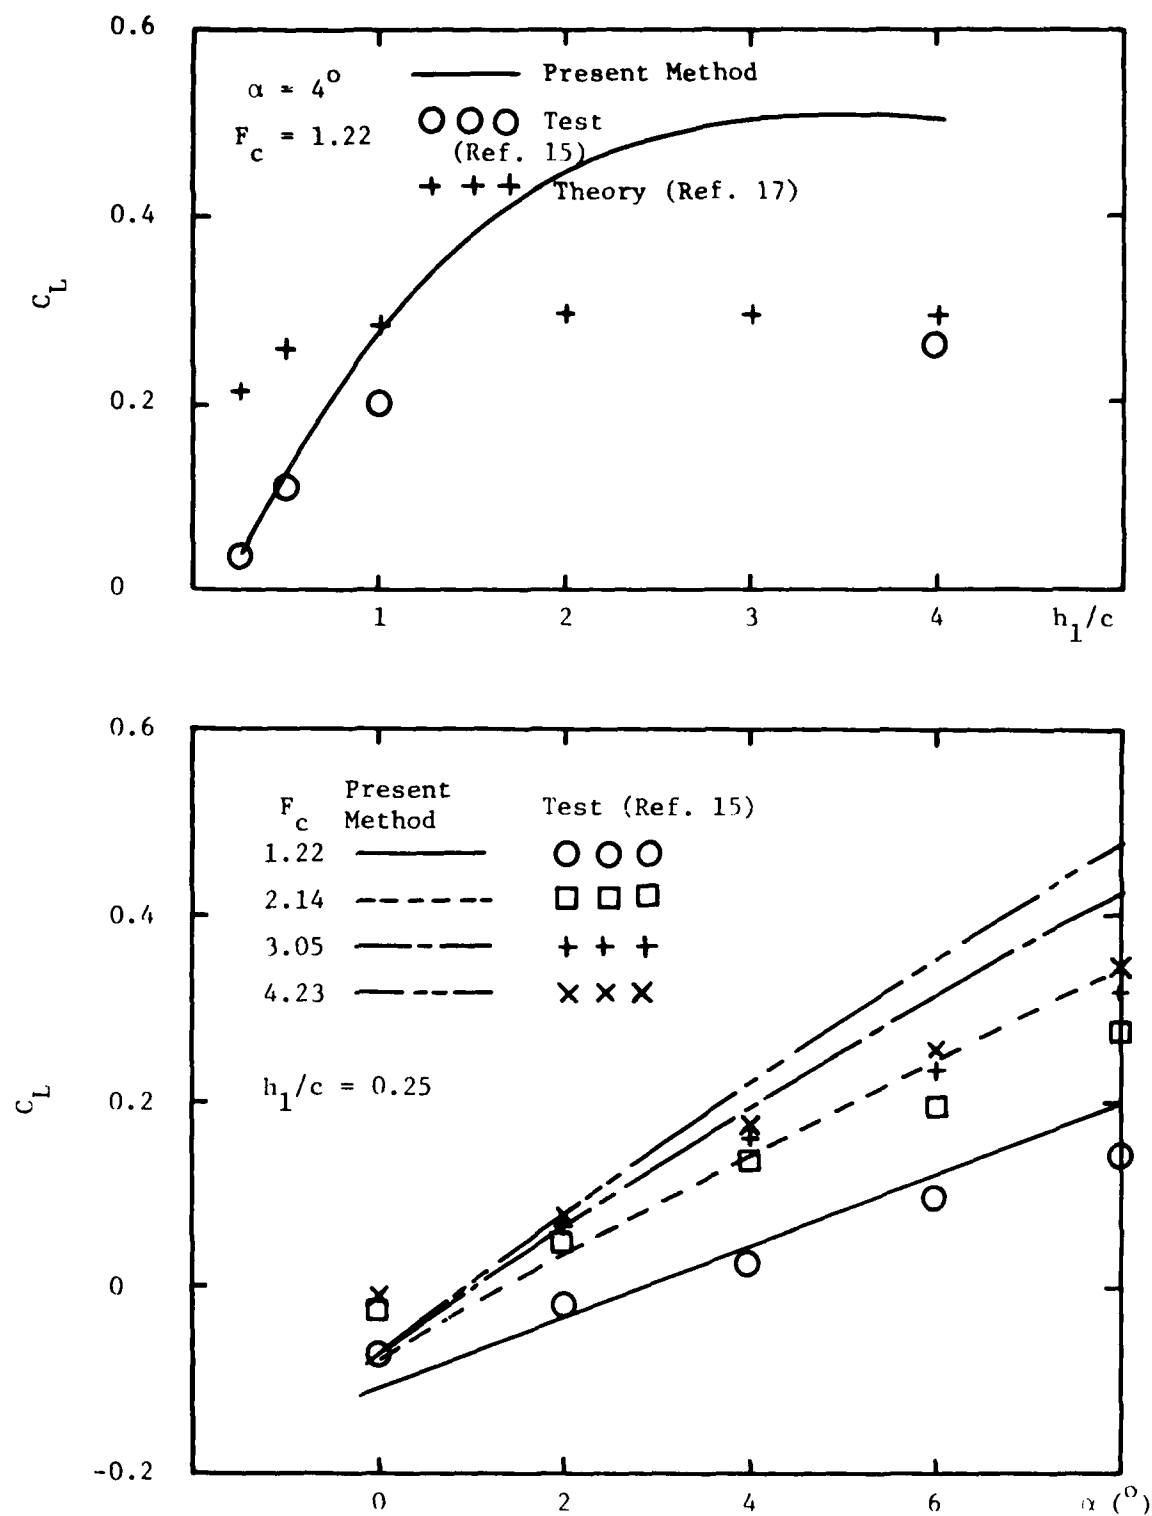 0.6
0.4
0.2
0
C_L
α = 4°
F_c = 1.22
Present Method
Test
(Ref. 15)
Theory (Ref. 17)
1 2 3 4 h_1/c
0.6
0.4
0.2
0
-0.2
C_L
F_c Present Method Test (Ref. 15)
1.22
2.14
3.05
4.23
h_1/c = 0.25
0 2 4 6 α (°)